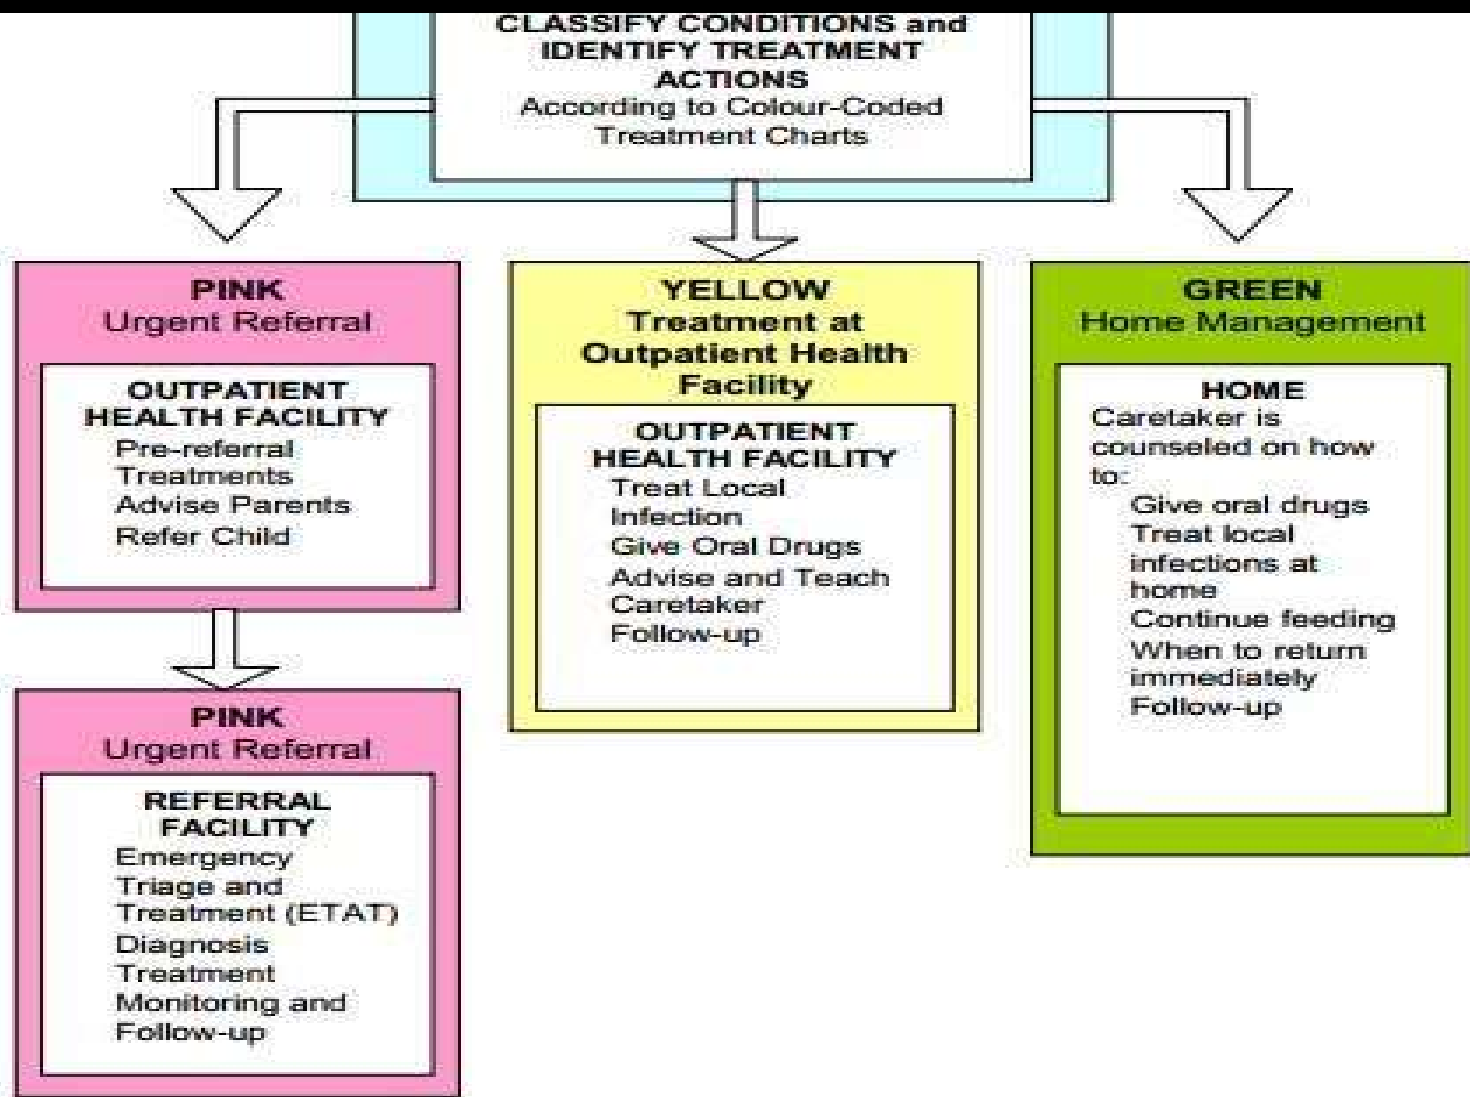 CLASSIFY CONDITIONS and
IDENTIFY TREATMENT
ACTIONS
According to Colour-Coded
Treatment Charts
PINK
Urgent Referral
OUTPATIENT
HEALTH FACILITY
Pre-referral
Treatments
Advise Parents
Refer Child
YELLOW
Treatment at
Outpatient Health
Facility
OUTPATIENT
HEALTH FACILITY
Treat Local
Infection
Give Oral Drugs
Advise and Teach
Caretaker
Follow-up
GREEN
Home Management
HOME
Caretaker is
counseled on how
to:
Give oral drugs
Treat local
infections at
home
Continue feeding
When to return
immediately
Follow-up
PINK
Urgent Referral
REFERRAL
FACILITY
Emergency
Triage and
Treatment (ETAT)
Diagnosis
Treatment
Monitoring and
Follow-up